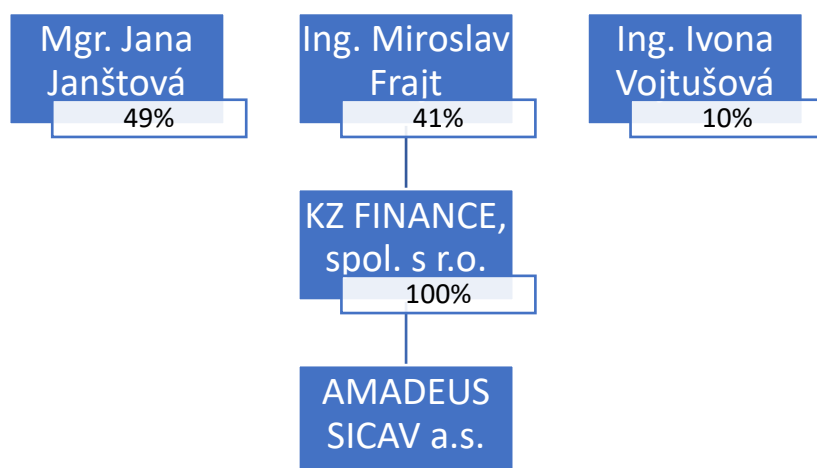 Mgr. Jana
Janštová
49%
Ing. Miroslav
Frajt
41%
Ing. Ivona
Vojtušová
10%
KZ FINANCE,
spol. s r.o.
100%
AMADEUS
SICAV a.s.